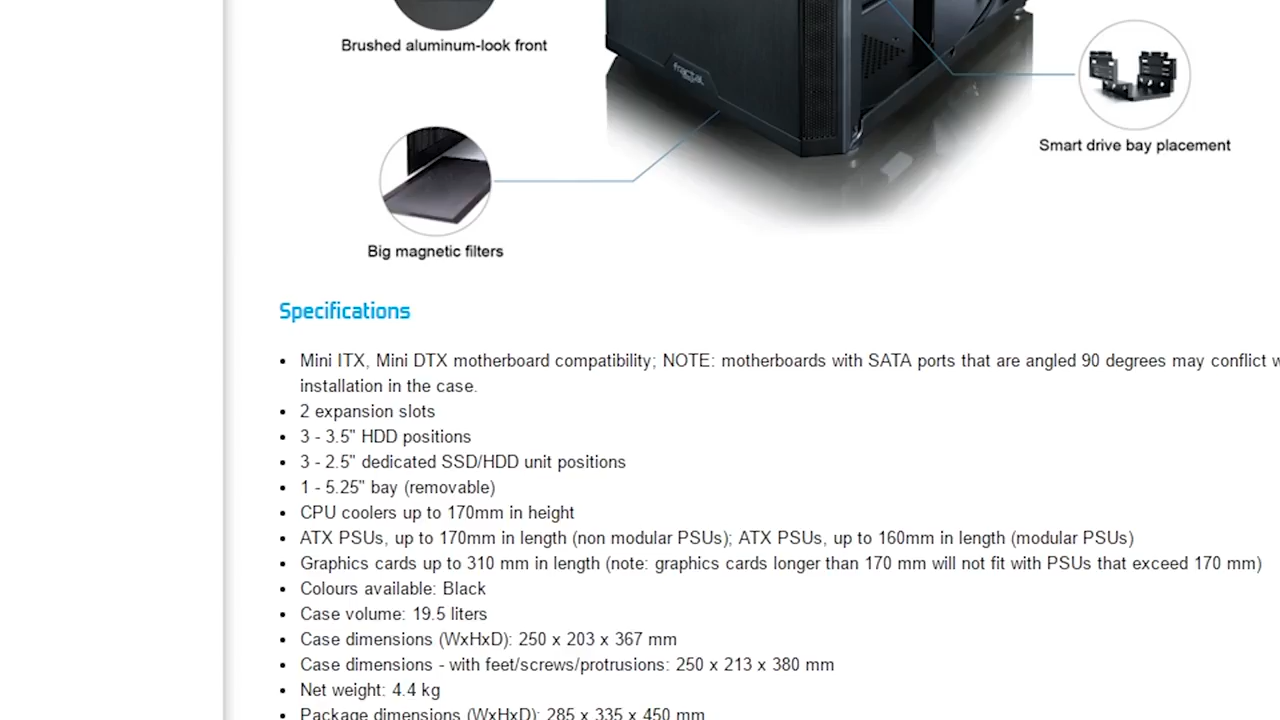 Brushed aluminum-look front
fractal
Smart drive bay placement
Big magnetic filters
Specifications
• Mini ITX, Mini DTX motherboard compatibility; NOTE: motherboards with SATA ports that are angled 90 degrees may conflict w
installation in the case.
• 2 expansion slots
• 3 - 3.5" HDD positions
• 3 - 2.5" dedicated SSD/HDD unit positions
• 1 - 5.25" bay (removable)
• CPU coolers up to 170mm in height
• ATX PSUs, up to 170mm in length (non modular PSUs); ATX PSUs, up to 160mm in length (modular PSUs)
• Graphics cards up to 310 mm in length (note: graphics cards longer than 170 mm will not fit with PSUs that exceed 170 mm)
• Colours available: Black
• Case volume: 19.5 liters
• Case dimensions (WxHxD): 250 x 203 x 367 mm
• Case dimensions - with feet/screws/protrusions: 250 x 213 x 380 mm
• Net weight: 4.4 kg
• Package dimensions (WxHxD): 285 x 335 x 450 mm